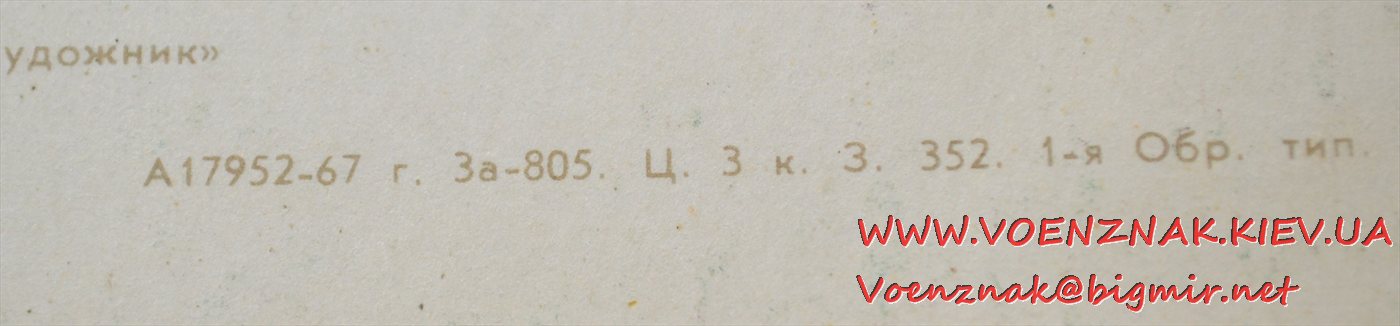 удожник»
А17952-67 г. За-805. Ц. 3 к. З. 352. 1-я Обр. тип.
WWW.VOENZNAK.KIEV.UA
Voenznak@bigmir.net